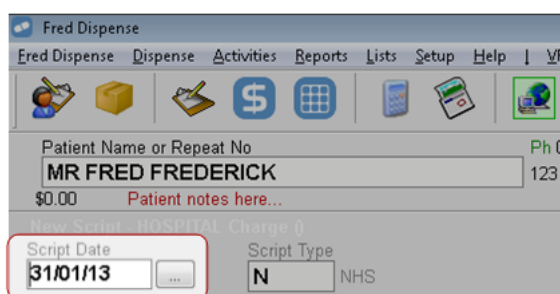 Fred Dispense
Fred Dispense Dispense Activities Reports Lists Setup Help
Patient Name or Repeat No Ph
MR FRED FREDERICK 123
$0.00 Patient notes here...
New Script - HOSPITAL Charge ()
Script Date Script Type
31/01/13 ... N NHS